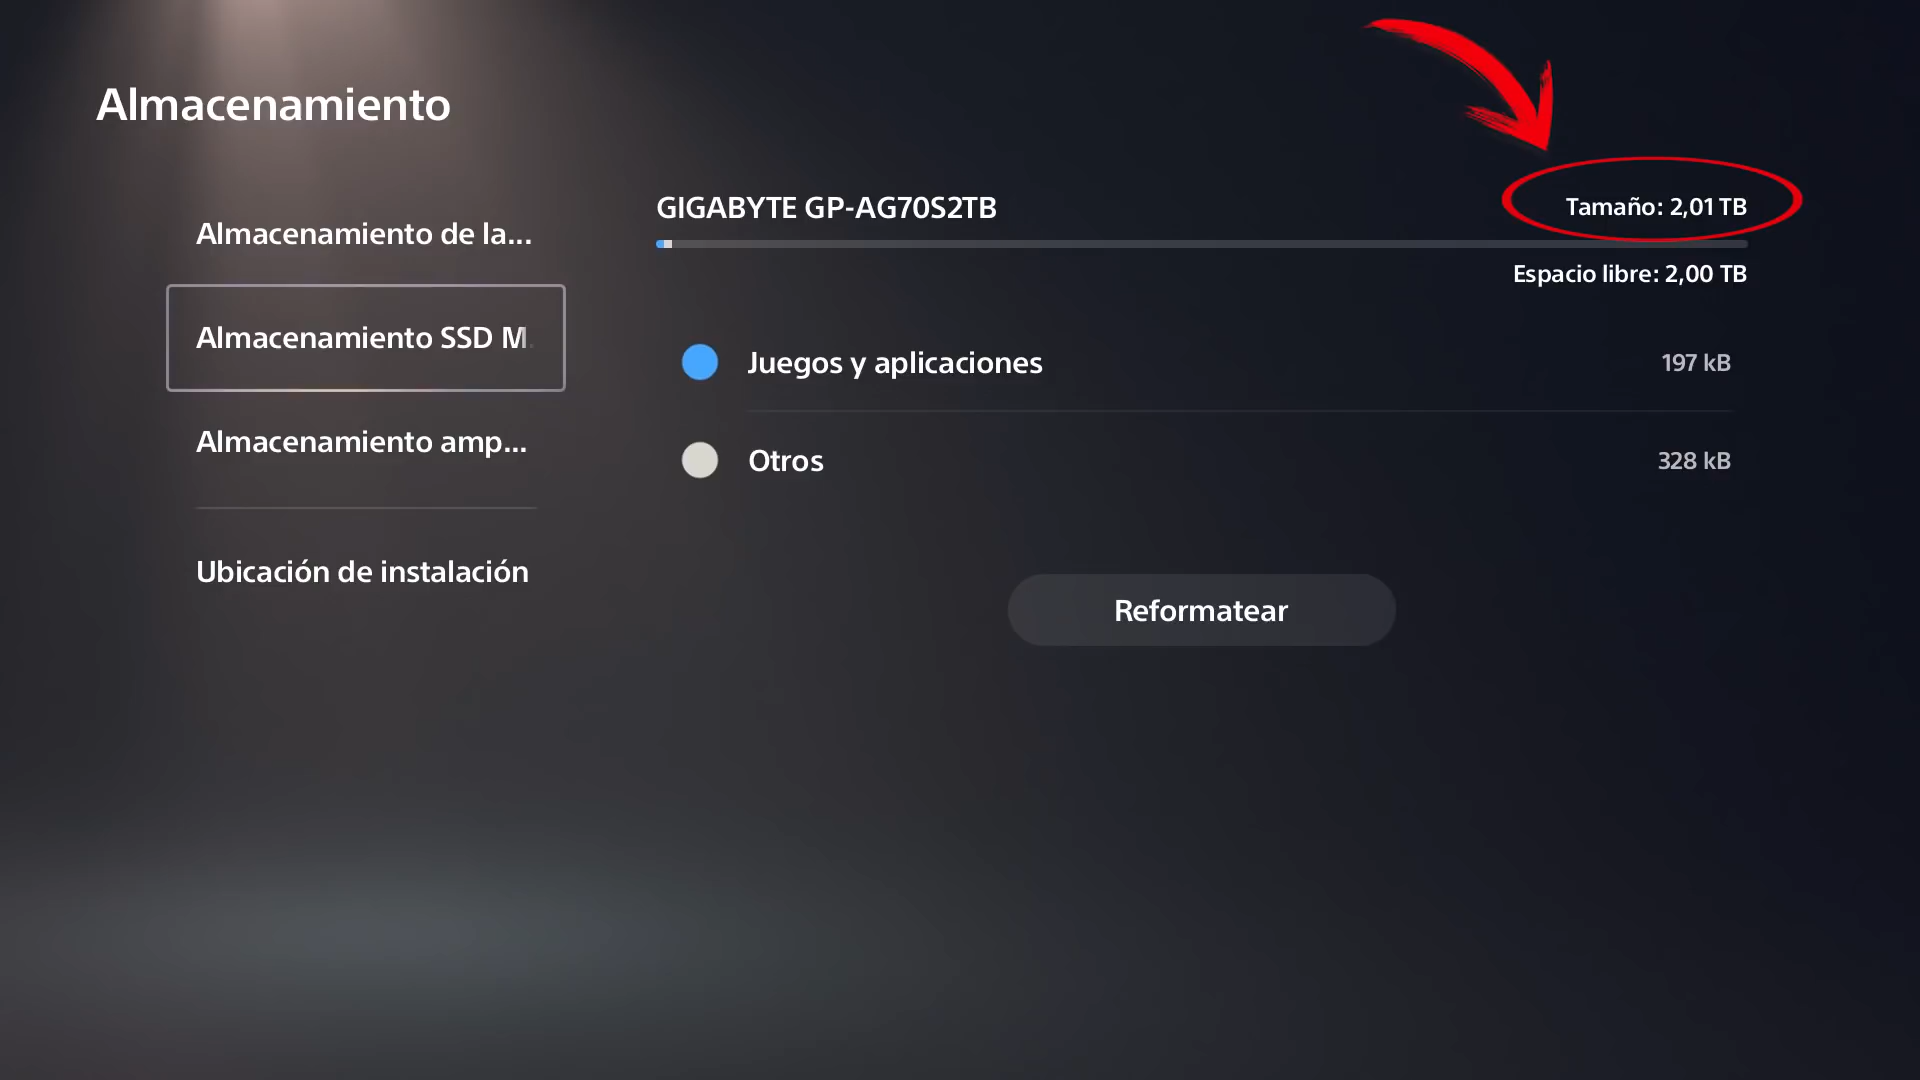 Almacenamiento
Almacenamiento de la...
Almacenamiento SSD M.
Almacenamiento amp...
Ubicación de instalación
GIGABYTE GP-AG70S2TB
Tamaño: 2,01 TB
Espacio libre: 2,00 TB
Juegos y aplicaciones
197 kB
Otros
328 kB
Reformatear